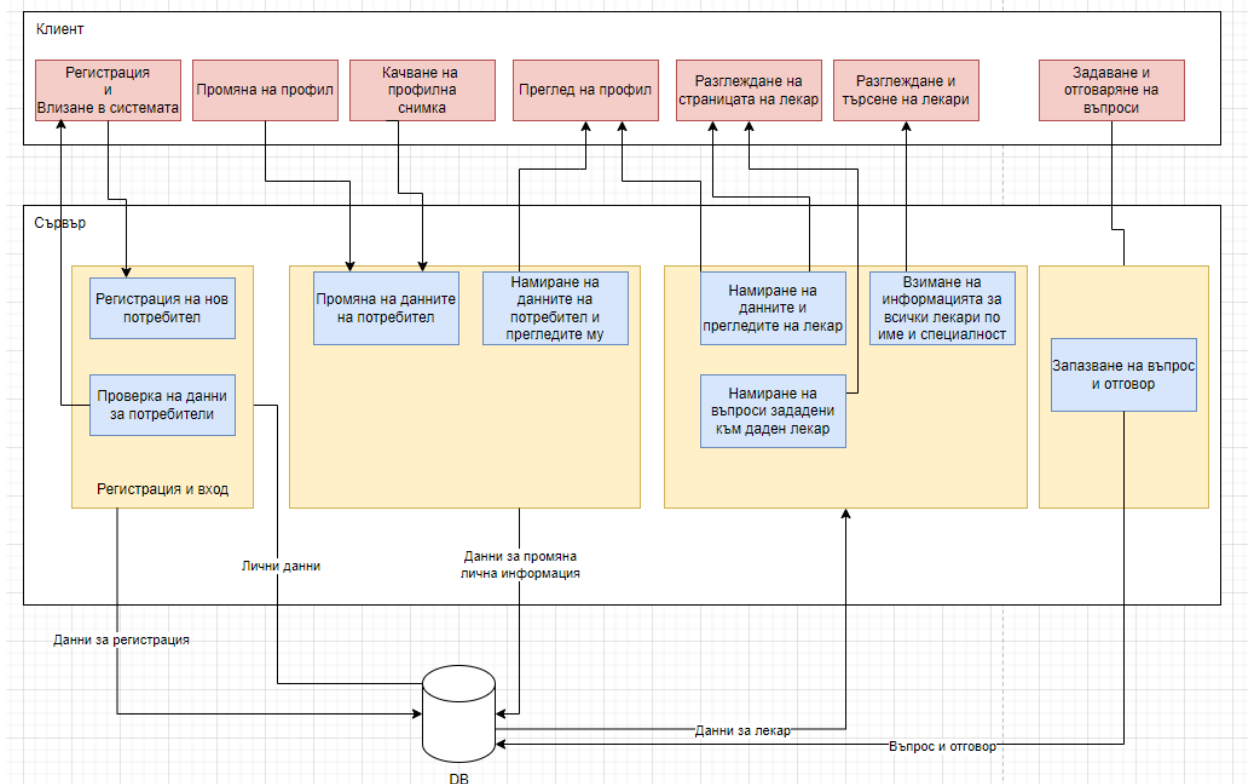 Клиент
Регистрация
и
Влизане в системата
Промяна на профил
Качване на
профилна
снимка
Преглед на профил
Разглеждане на
страницата на лекар
Разглеждане и
търсене на лекари
Задаване и
отговаряне на
въпроси
Сървър
Регистрация на нов
потребител
Проверка на данни
за потребители
Регистрация и вход
Промяна на данните
на потребител
Намиране на
данните на
потребител и
прегледите му
Намиране на
данните и
прегледите на лекар
Намиране на
въпроси зададени
към даден лекар
Взимане на
информацията за
всички лекари по
име и специалност
Запазване на въпрос
и отговор
Лични данни
Данни за промяна
лична информация
Данни за регистрация
Данни за лекар
Въпрос и отговор
DB